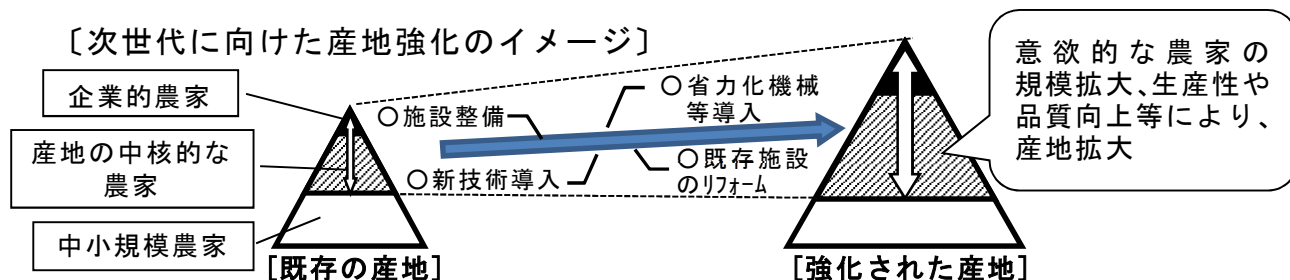 〔次世代に向けた産地強化のイメージ〕
企業的農家
産地の中核的な
農家
中小規模農家
[既存の産地]
○施設整備
○新技術導入
○省力化機械
等導入
○既存施設
のﾘﾌｫｰﾑ
[強化された産地]
意欲的な農家の
規模拡大、生産性や
品質向上等により、
産地拡大